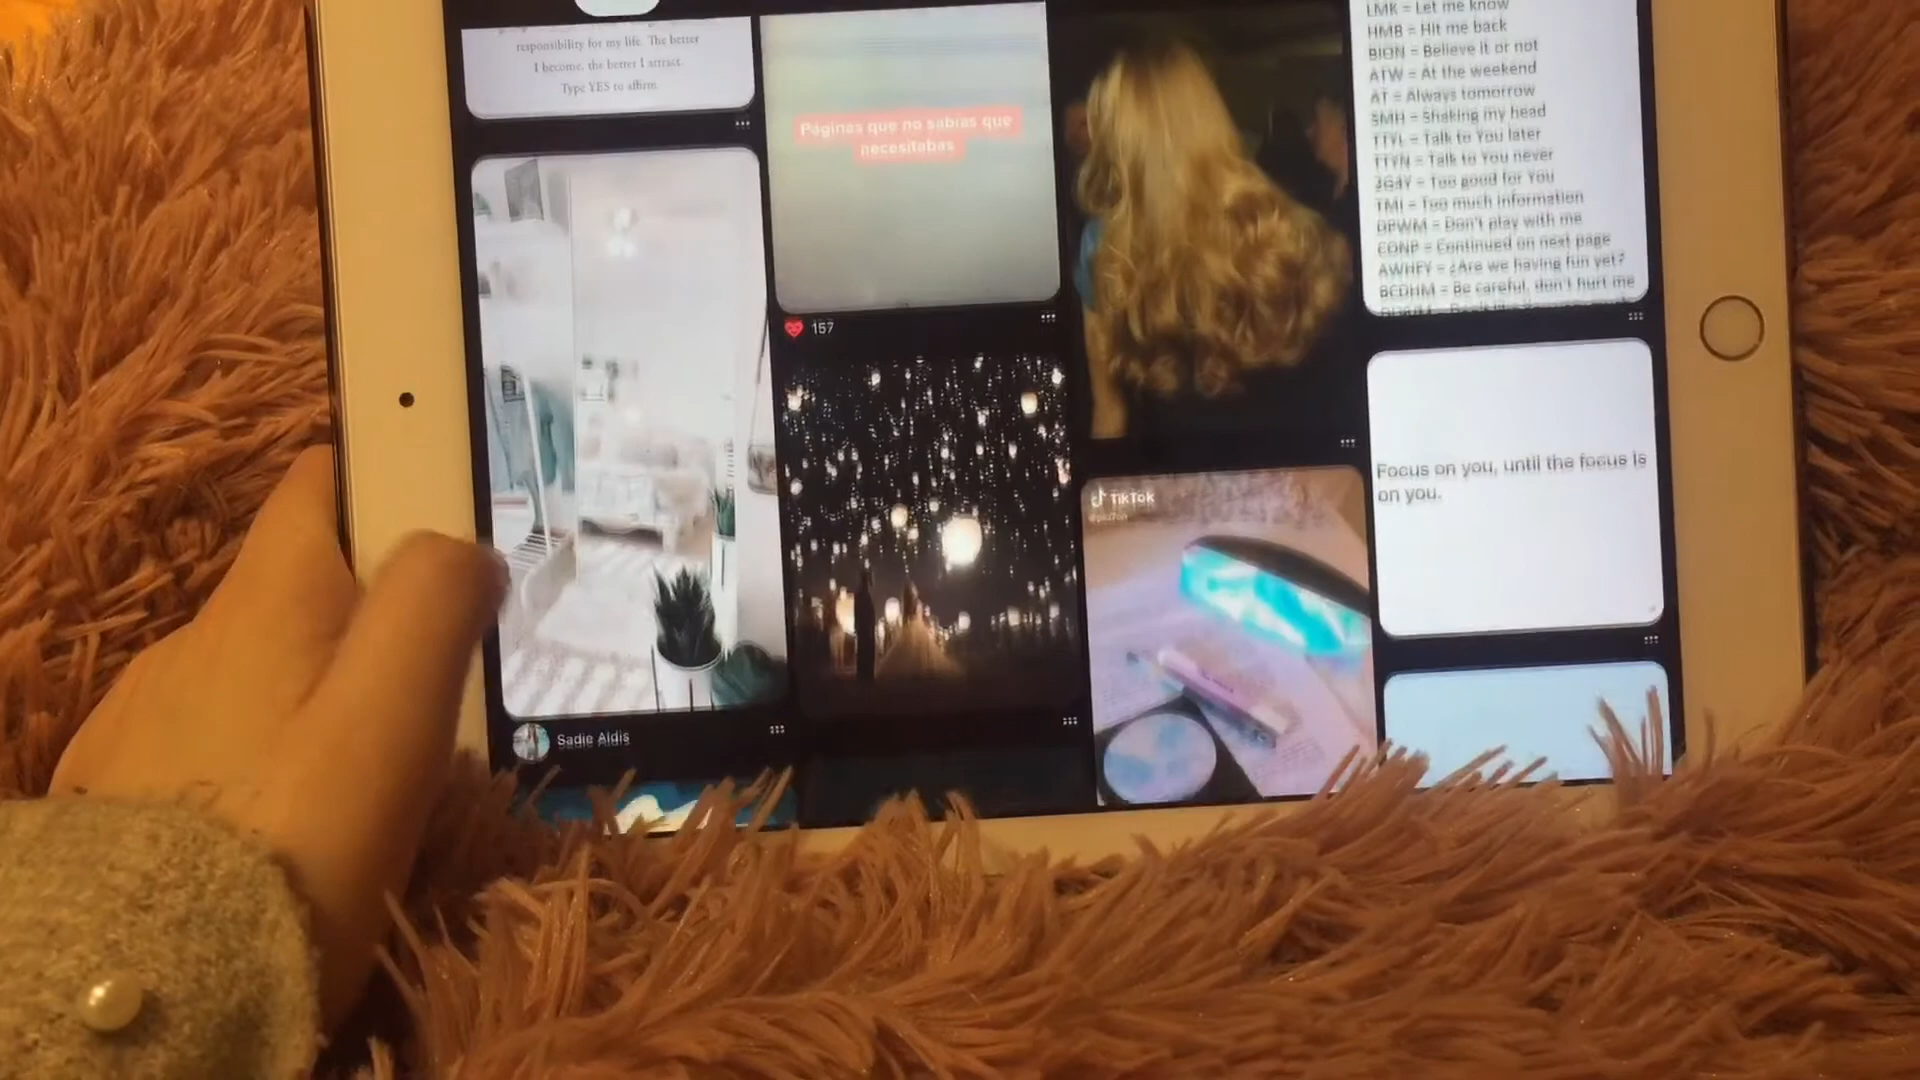 responsibility for my life. The better
I become, the better I attract.
Type YES to affirm.
Páginas que no sabías que
necesitabas
157
Sadie Aldis
TikTok
LMK = Let me know
HMB = Hit me back
BION = Believe it or not
ATW = At the weekend
AT = Always tomorrow
SMH = Shaking my head
TTYL = Talk to You later
TTYN = Talk to You never
2G4Y = Too good for You
TMI = Too much information
DPWM = Don't play with me
CONP = Continued on next page
AWHFY = ¿Are we having fun yet?
BCDHM = Be careful, don't hurt me
Focus on you, until the focus is
on you.